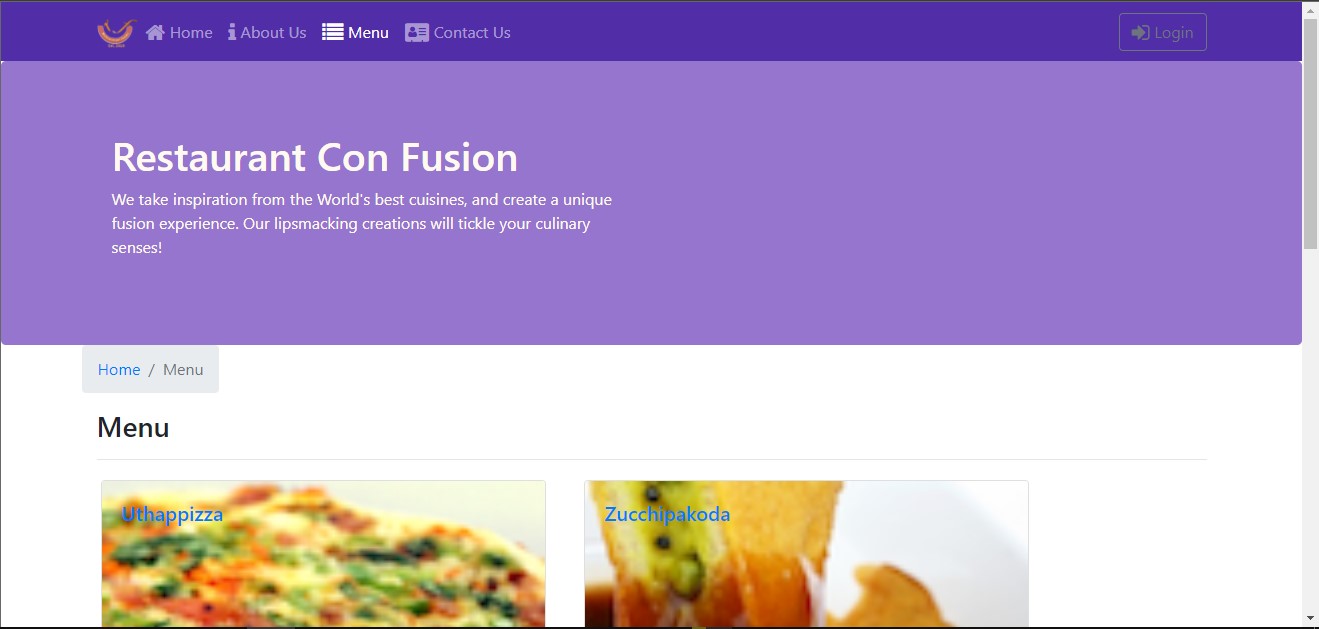 Home About Us Menu Contact Us Login
Restaurant Con Fusion
We take inspiration from the World's best cuisines, and create a unique
fusion experience. Our lipsmacking creations will tickle your culinary
senses!
Home / Menu
Menu
Uthappizza Zucchipakoda